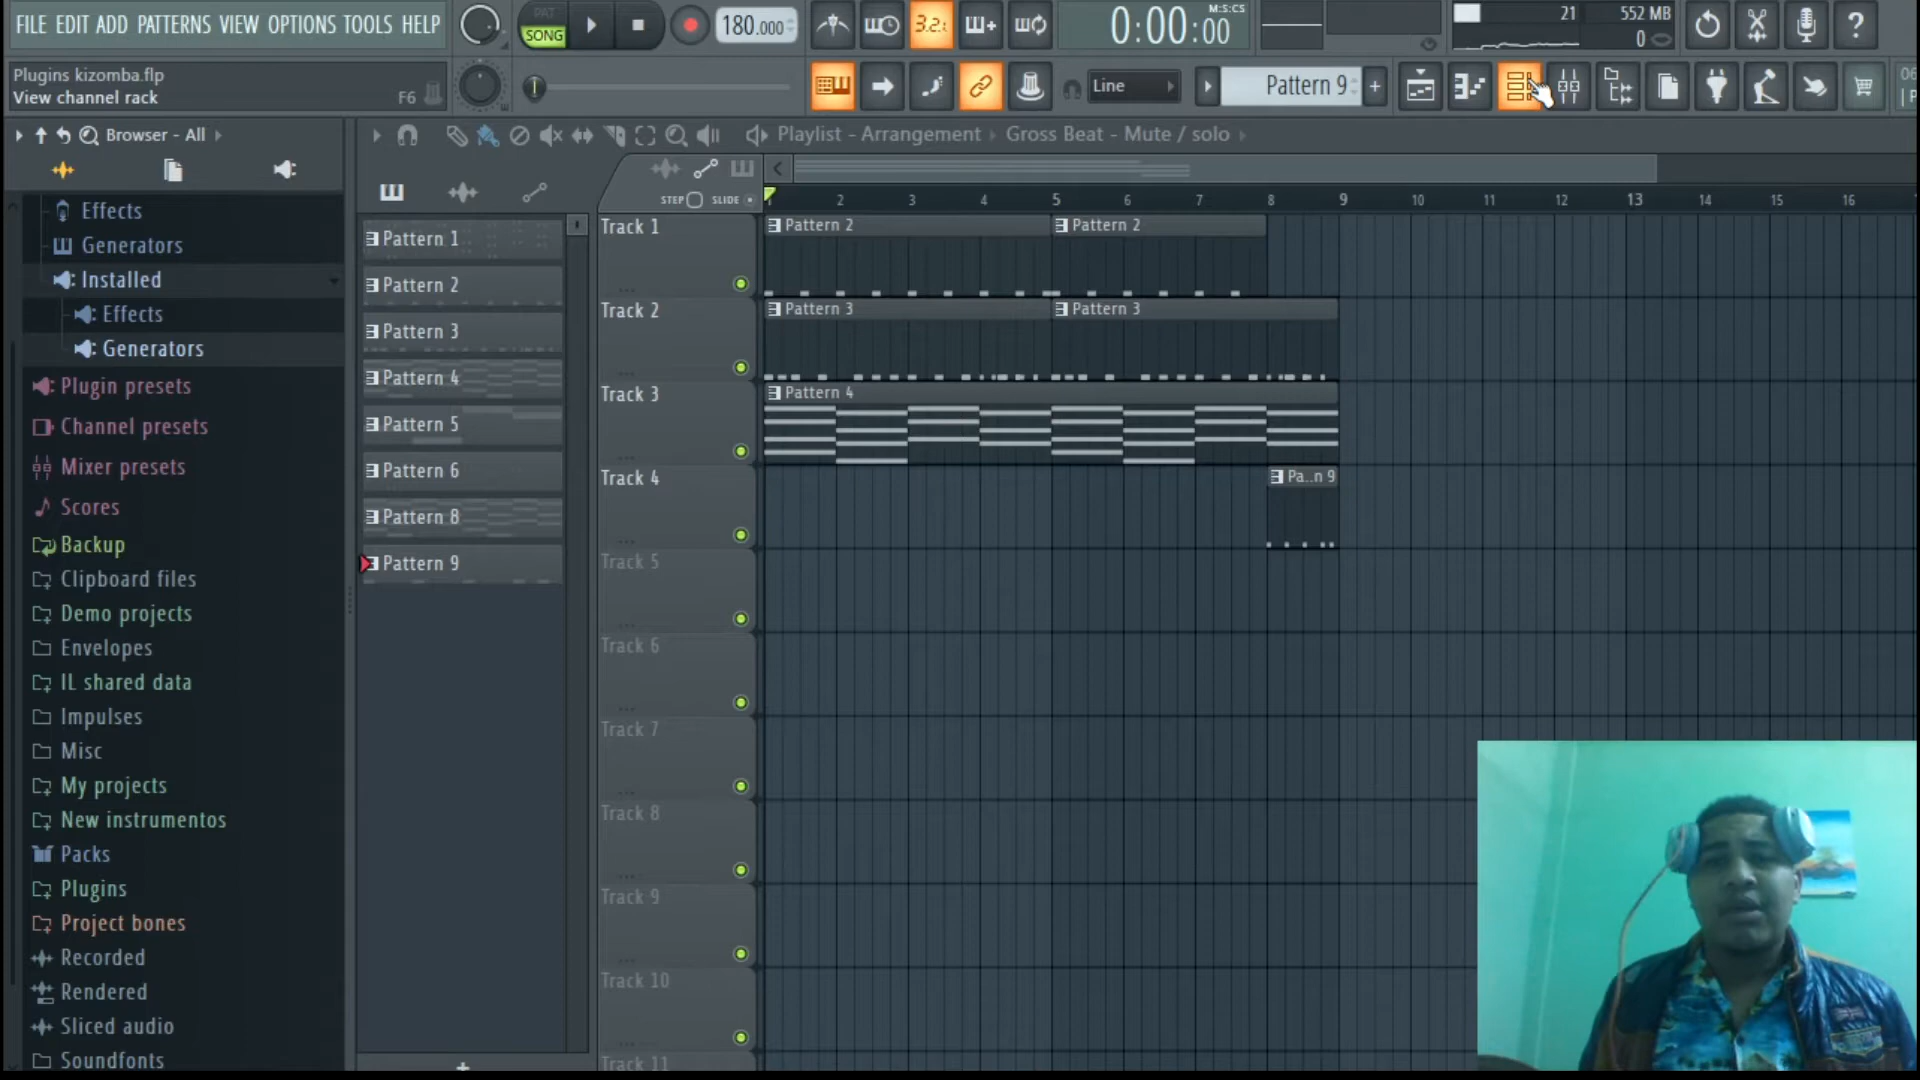 FILE EDIT ADD PATTERNS VIEW OPTIONS TOOLS HELP
PAT
SONG
180.000
3.2.
M:S:CS
0:00:00
21
552 MB
0
?
Plugins kizomba.flp
View channel rack
F6
Line
Pattern 9
+
Browser - All
Playlist - Arrangement
Gross Beat - Mute / solo
STEP
SLIDE
2 3 4 5 6 7 8 9 10 11 12 13 14 15 16
Effects
Generators
Installed
Effects
Generators
Plugin presets
Channel presets
Mixer presets
Scores
Backup
Clipboard files
Demo projects
Envelopes
IL shared data
Impulses
Misc
My projects
New instrumentos
Packs
Plugins
Project bones
Recorded
Rendered
Sliced audio
Soundfonts
Pattern 1
Pattern 2
Pattern 3
Pattern 4
Pattern 5
Pattern 6
Pattern 8
Pattern 9
+
Track 1
Pattern 2
Pattern 2
Track 2
Pattern 3
Pattern 3
Track 3
Pattern 4
Track 4
Pa..n 9
Track 5
Track 6
Track 7
Track 8
Track 9
Track 10
Track 11